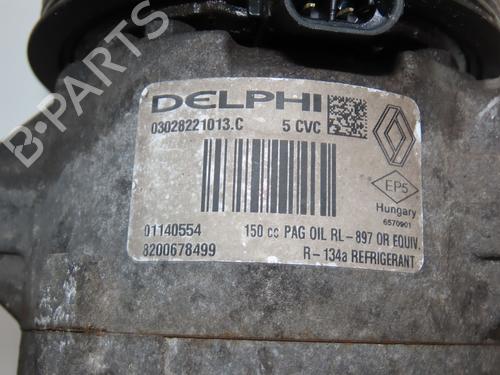 DELPHI
03028221013.C 5 CVC
EPS
Hungary
6570901
01140554 150 cc PAG OIL RL-897 OR EQUIV.
8200678499 R-134a REFRIGERANT
B-PARTS